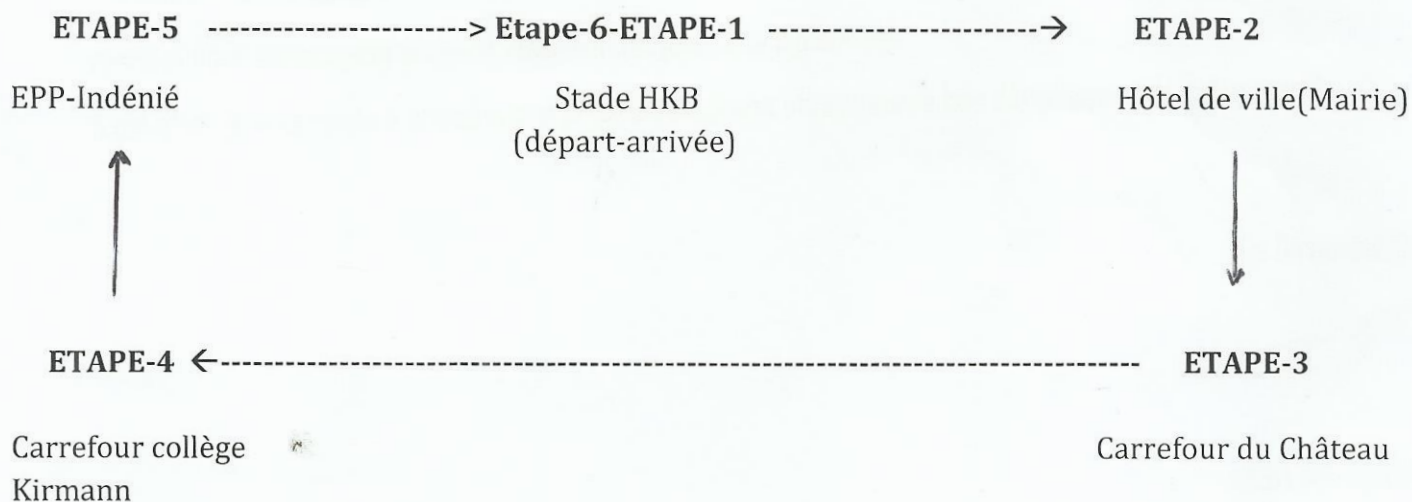 ETAPE-5 -----------------------> Etape-6-ETAPE-1 ------------------------→ ETAPE-2
EPP-Indénié Stade HKB Hôtel de ville(Mairie)
(départ-arrivée)
ETAPE-4 ←---------------------------------------------------------------------------------- ETAPE-3
Carrefour collège Carrefour du Château
Kirmann